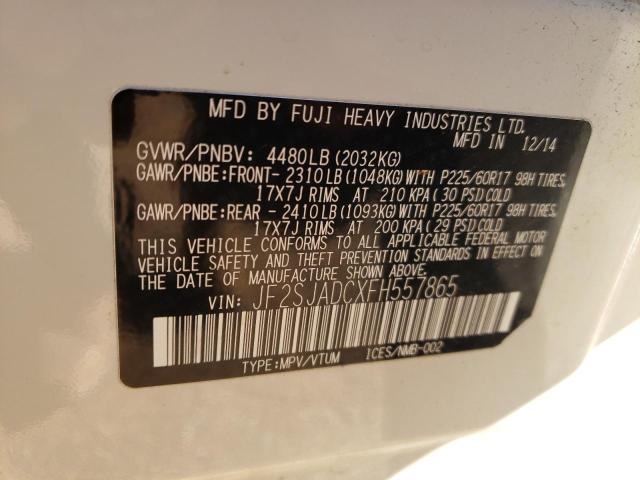 MFD BY FUJI HEAVY INDUSTRIES LTD.
MFD IN 12/14
GVWR/PNBV: 4480LB(2032KG)
GAWR/PNBE:FRONT-2310LB(1048KG)WITH P225/60R17 98H TIRES,
17X7J RIMS AT 210 KPA(30 PSI)COLD
GAWR/PNBE:REAR -2410LB(1093KG)WITH P225/60R17 98H TIRES,
17X7J RIMS AT 200 KPA(29 PSI)COLD
THIS VEHICLE CONFORMS TO ALL APPLICABLE FEDERAL MOTOR
VEHICLE SAFETY AND THEFT PREVENTION STANDARDS IN EFFECT
ON THE DATE OF MANUFACTURE SHOWN ABOVE.
VIN: JF2SJADCXFH557865
TYPE:MPV/VTUM ICES/NMB-002